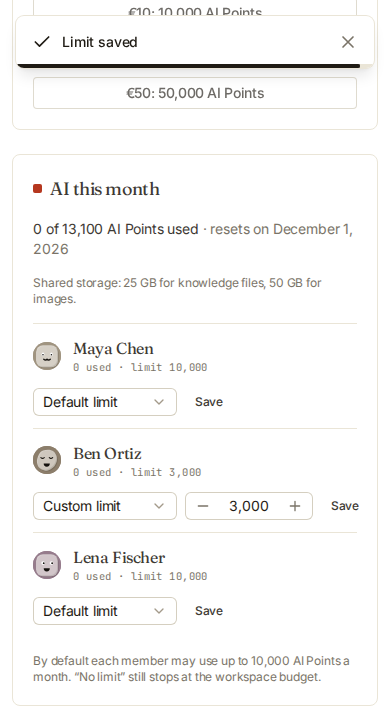 €10: 10,000 AI Points
Limit saved
€50: 50,000 AI Points
AI this month
0 of 13,100 AI Points used · resets on December 1,
2026
Shared storage: 25 GB for knowledge files, 50 GB for
images.
Maya Chen
0 used · limit 10,000
Default limit Save
Ben Ortiz
0 used · limit 3,000
Custom limit 3,000 Save
Lena Fischer
0 used · limit 10,000
Default limit Save
By default each member may use up to 10,000 AI Points a
month. “No limit” still stops at the workspace budget.